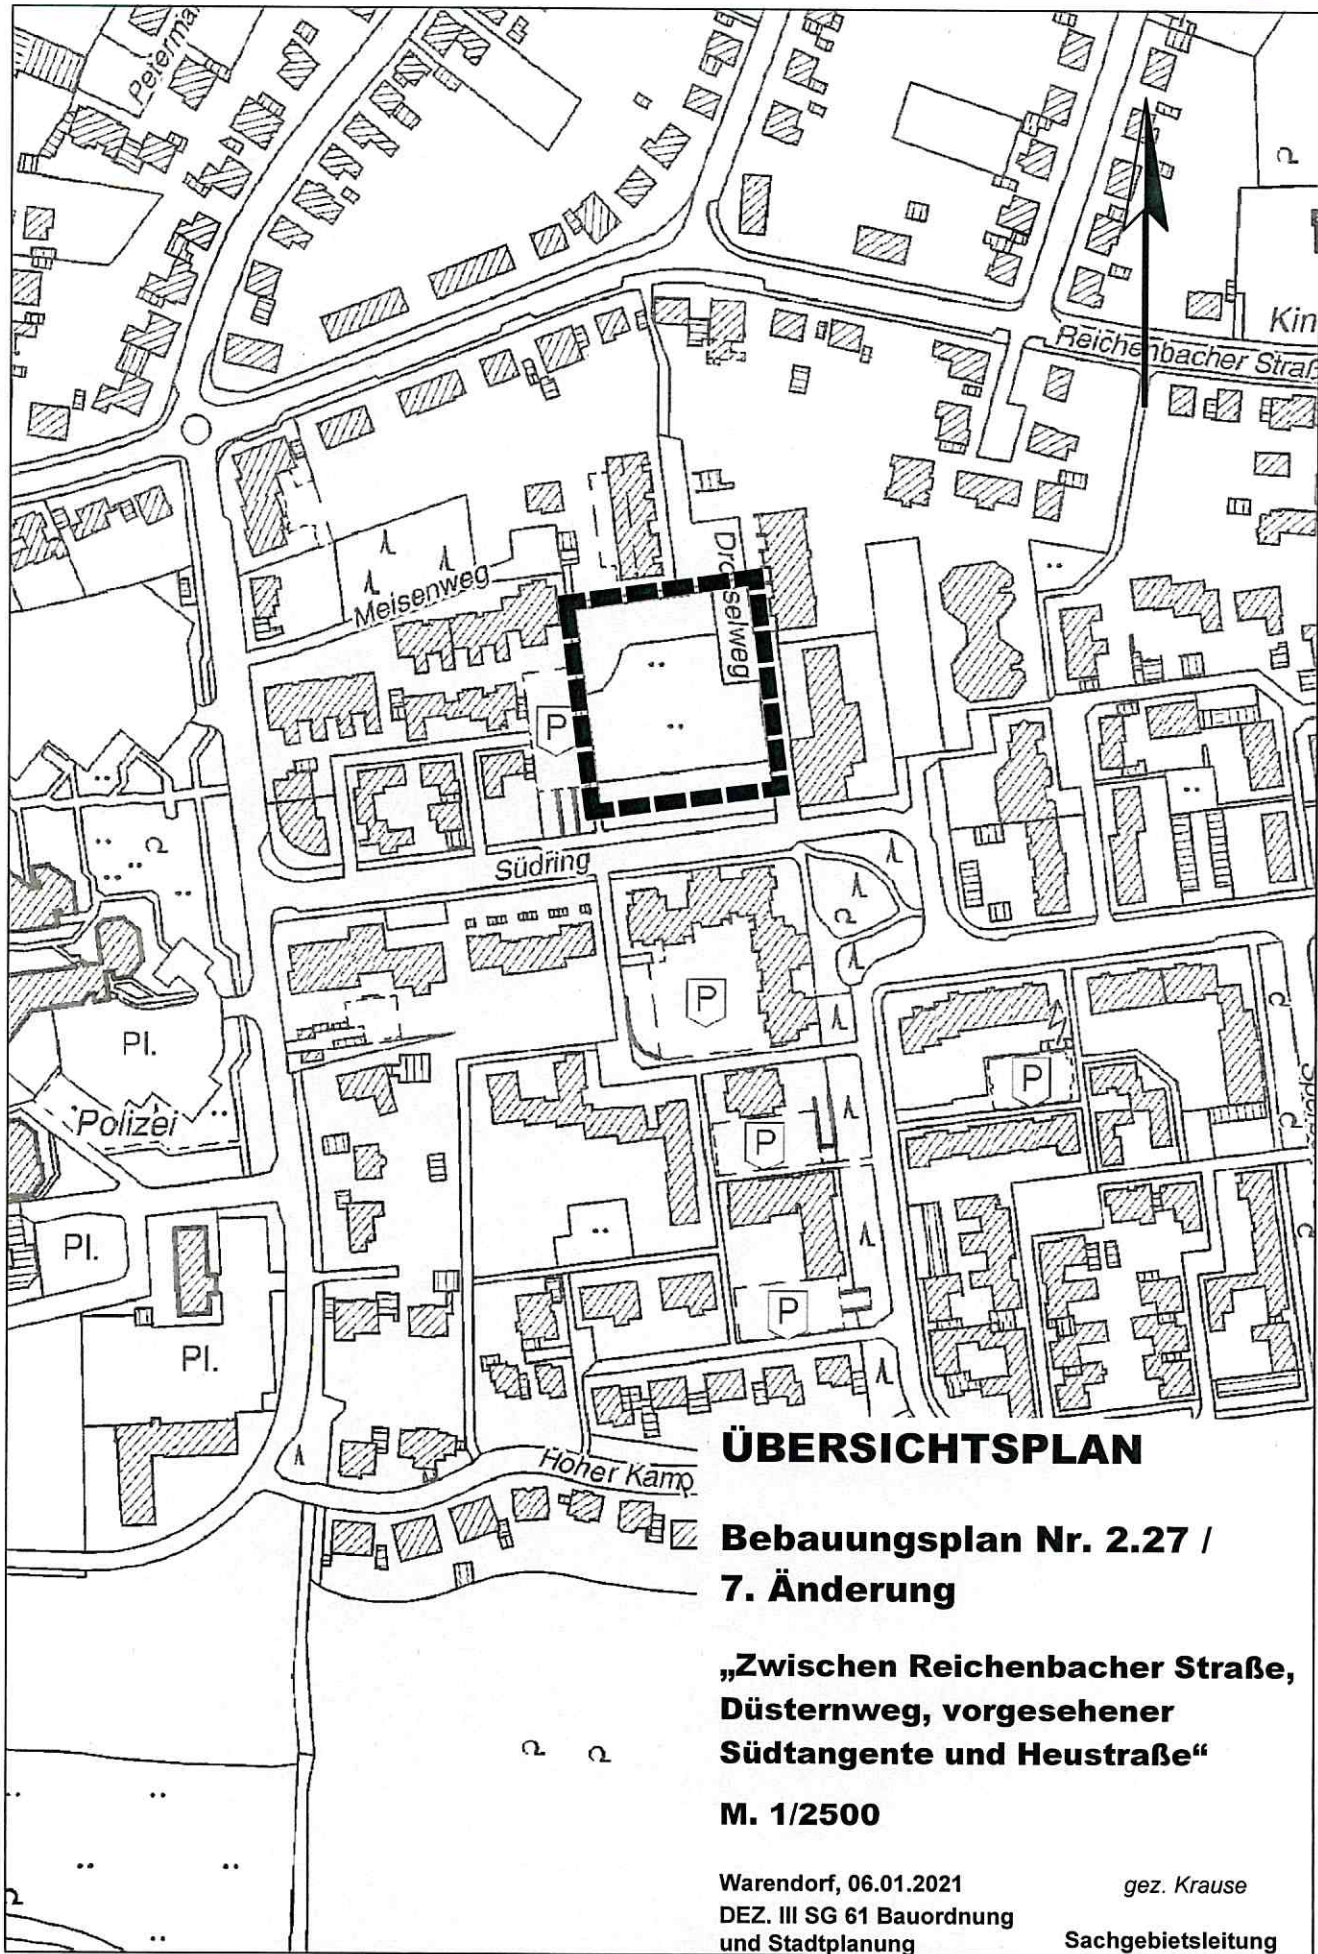 Kin
Reichenbacher Straß
Drosselweg
Meisenweg
P
Südring
P
Pl.
P
Polizei
P
Pl.
P
Pl.
Hoher Kamp
ÜBERSICHTSPLAN
Bebauungsplan Nr. 2.27 /
7. Änderung
„Zwischen Reichenbacher Straße,
Düsternweg, vorgesehener
Südtangente und Heustraße“
M. 1/2500
Warendorf, 06.01.2021
gez. Krause
DEZ. III SG 61 Bauordnung
und Stadtplanung
Sachgebietsleitung